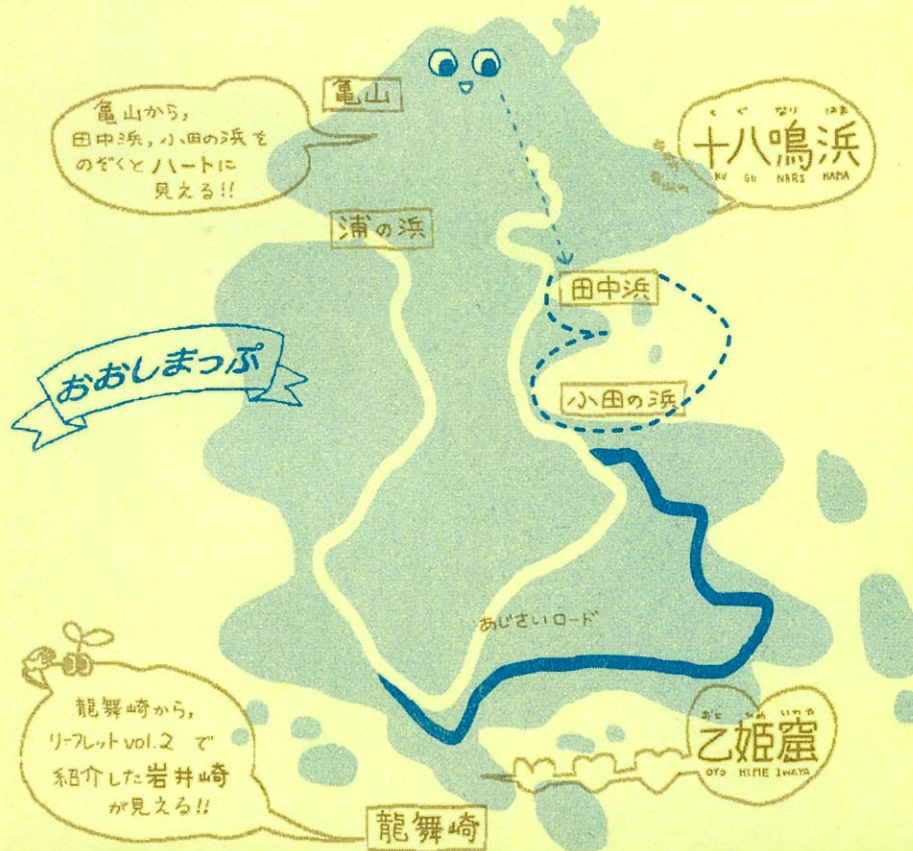 亀山
亀山から,
田中浜,小田の浜を
のぞくとハートに
見える!!
く ぐ なり はま
十八鳴浜
KU GU NARI HAMA
浦の浜
田中浜
おおしまっぷ
小田の浜
あじさいロード
龍舞崎から,
リーフレットvol.2 で
紹介した岩井崎
が見える!!
おと ひめ いわや
乙姫窟
OTO HIME IWAYA
龍舞崎